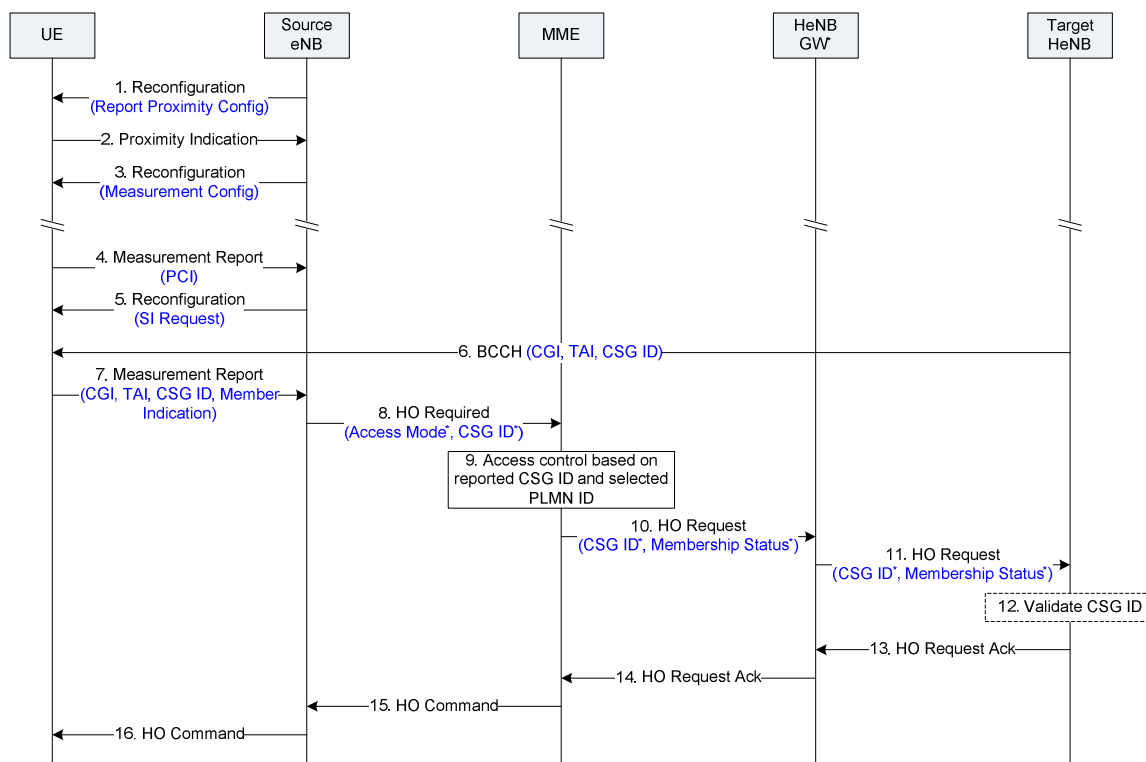 UE
Source
eNB
MME
HeNB
GW*
Target
HeNB
1. Reconfiguration
(Report Proximity Config)
2. Proximity Indication
3. Reconfiguration
(Measurement Config)
4. Measurement Report
(PCI)
5. Reconfiguration
(SI Request)
6. BCCH (CGI, TAI, CSG ID)
7. Measurement Report
(CGI, TAI, CSG ID, Member
Indication)
8. HO Required
(Access Mode*, CSG ID*)
9. Access control based on
reported CSG ID and selected
PLMN ID
10. HO Request
(CSG ID*, Membership Status*)
11. HO Request
(CSG ID*, Membership Status*)
12. Validate CSG ID
13. HO Request Ack
14. HO Request Ack
15. HO Command
16. HO Command